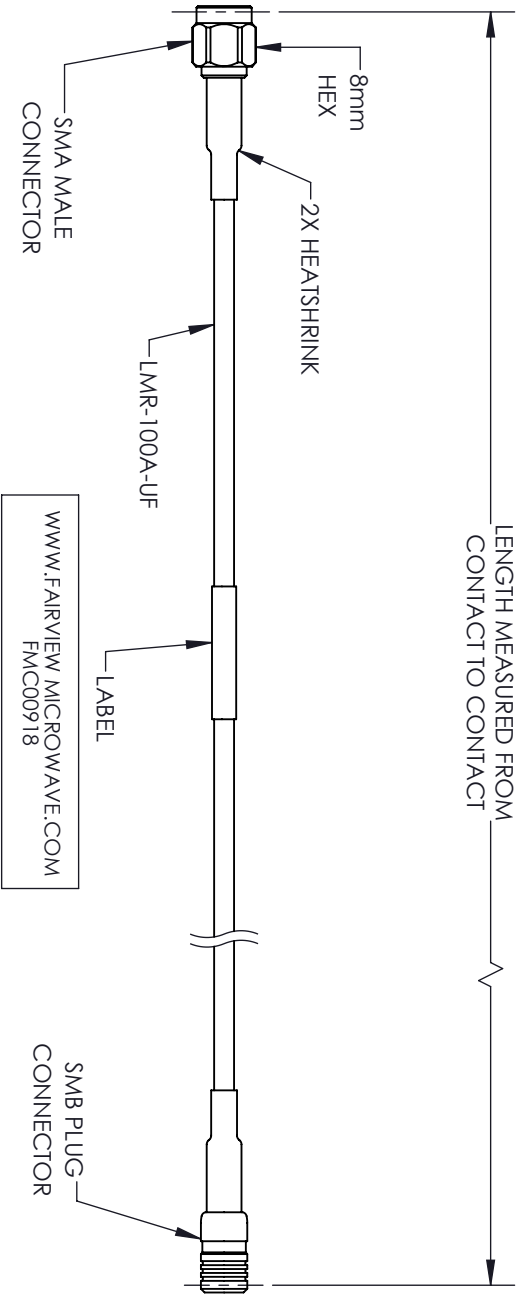 LENGTH MEASURED FROM
CONTACT TO CONTACT
8mm
HEX
2X HEATSHRINK
SMA MALE
CONNECTOR
LMR-100A-UF
LABEL
SMB PLUG
CONNECTOR
WWW.FAIRVIEW MICROWAVE.COM
FMC00918